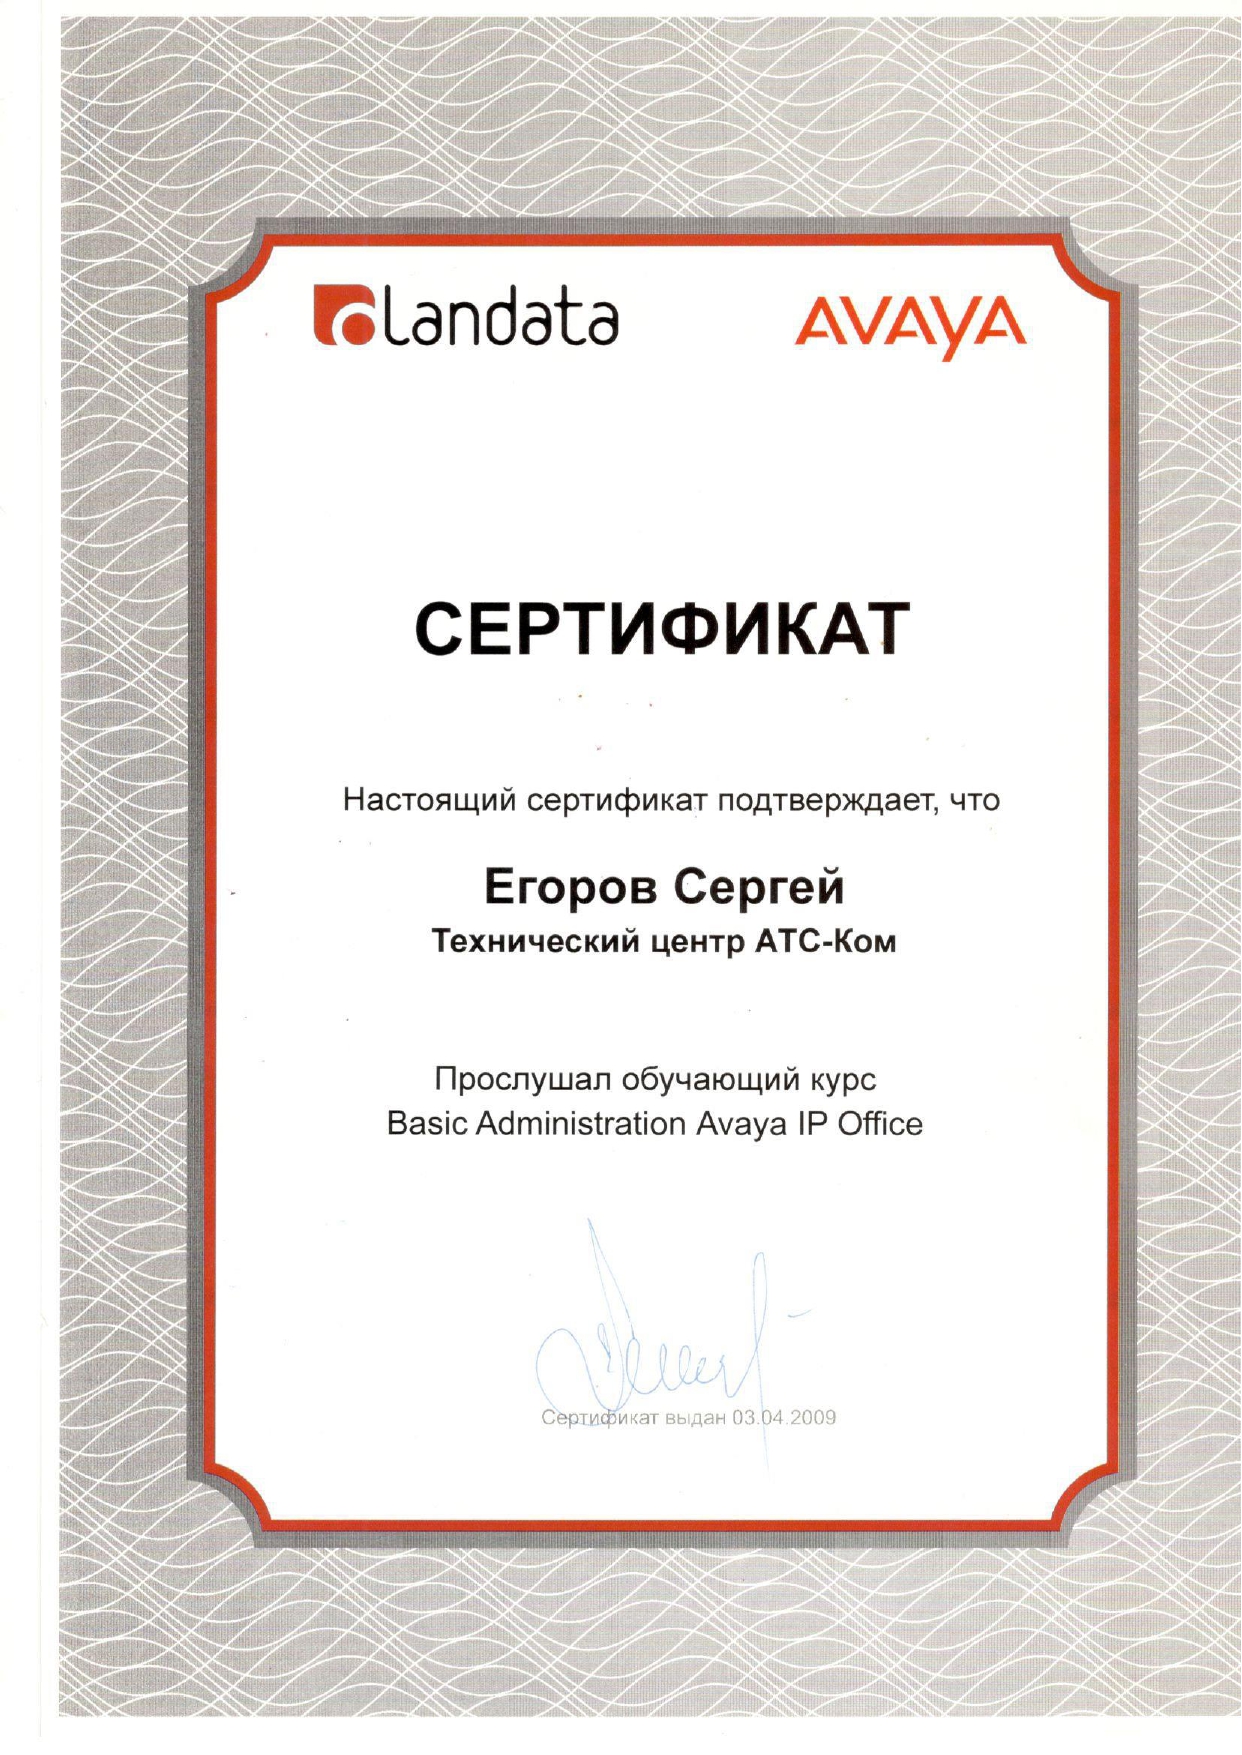 Landata
AVAYA
СЕРТИФИКАТ
Настоящий сертификат подтверждает, что
Егоров Сергей
Технический центр АТС-Ком
Прослушал обучающий курс
Basic Administration Avaya IP Office
Сертификат выдан 03.04.2009